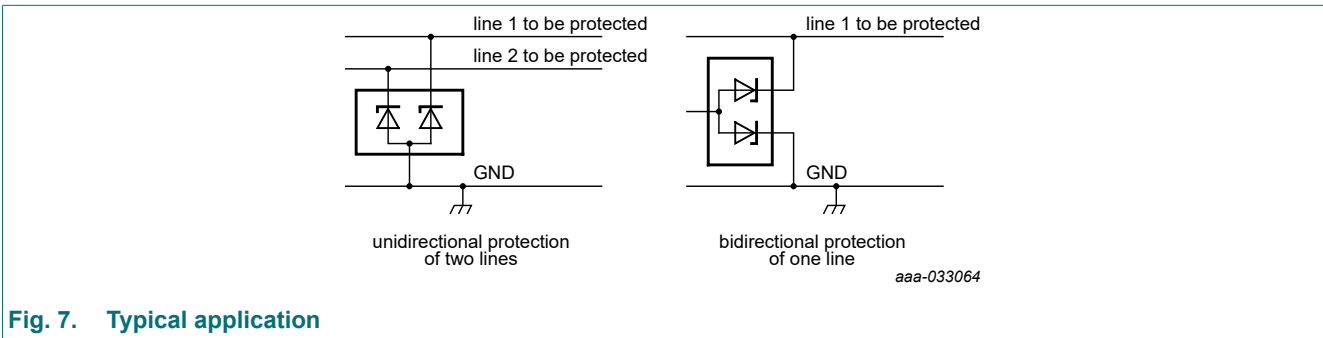 line 1 to be protected
line 2 to be protected
GND
unidirectional protection
of two lines
line 1 to be protected
GND
bidirectional protection
of one line
aaa-033064
Fig. 7. Typical application